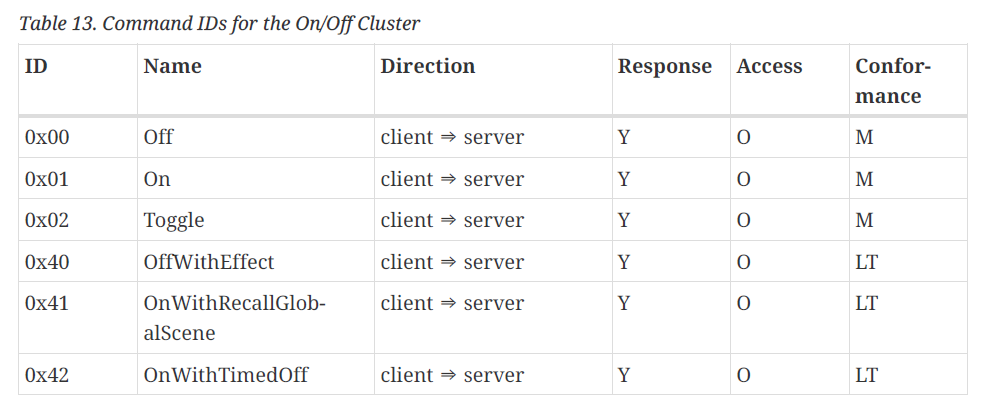 Table 13. Command IDs for the On/Off Cluster
ID Name Direction Response Access Confor-
mance
0x00 Off client ⇒ server Y O M
0x01 On client ⇒ server Y O M
0x02 Toggle client ⇒ server Y O M
0x40 OffWithEffect client ⇒ server Y O LT
0x41 OnWithRecallGlob- client ⇒ server Y O LT
alScene
0x42 OnWithTimedOff client ⇒ server Y O LT